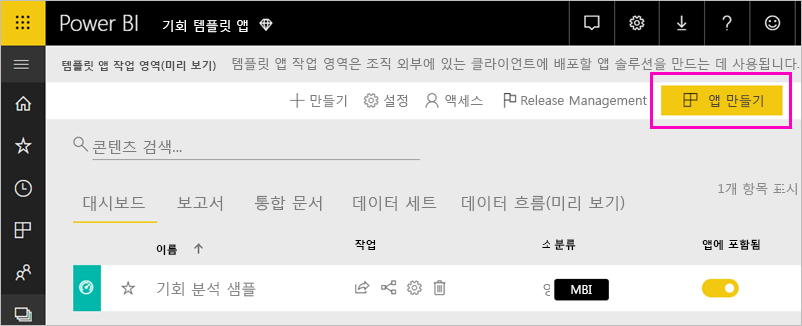 Power BI 기회 템플릿 앱
템플릿 앱 작업 영역(미리 보기) 템플릿 앱 작업 영역은 조직 외부에 있는 클라이언트에 배포할 앱 솔루션을 만드는 데 사용됩니다.
만들기 설정 액세스 Release Management 앱 만들기
콘텐츠 검색...
1개 항목 표시
대시보드 보고서 통합 문서 데이터 세트 데이터 흐름(미리 보기)
이름 작업 소 분류 앱에 포함됨
기회 분석 샘플 MBI